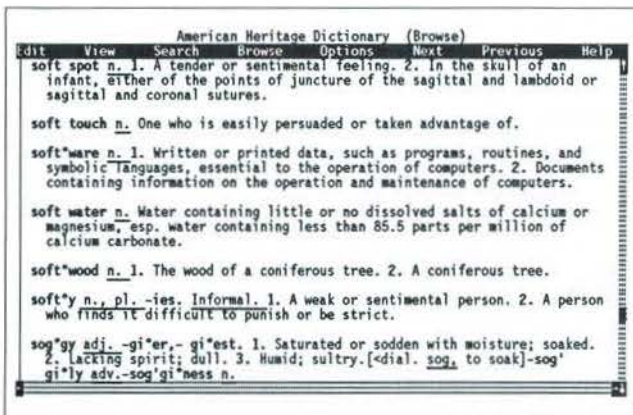 American Heritage Dictionary (Browse)
Edit View Search Browse Options Next Previous Help
soft spot n. 1. A tender or sentimental feeling. 2. In the skull of an
infant, either of the points of juncture of the sagittal and lambdoid or
sagittal and coronal sutures.
soft touch n. One who is easily persuaded or taken advantage of.
soft*ware n. 1. Written or printed data, such as programs, routines, and
symbolic languages, essential to the operation of computers. 2. Documents
containing information on the operation and maintenance of computers.
soft water n. Water containing little or no dissolved salts of calcium or
magnesium, esp. water containing less than 85.5 parts per million of
calcium carbonate.
soft*wood n. 1. The wood of a coniferous tree. 2. A coniferous tree.
soft*y n., pl. -ies. Informal. 1. A weak or sentimental person. 2. A person
who finds it difficult to punish or be strict.
sog*gy adj. -gi*er,- gi*est. 1. Saturated or sodden with moisture; soaked.
2. Lacking spirit; dull. 3. Humid; sultry.[<dial. sog, to soak]-sog'
gi*ly adv.-sog'gi*ness n.